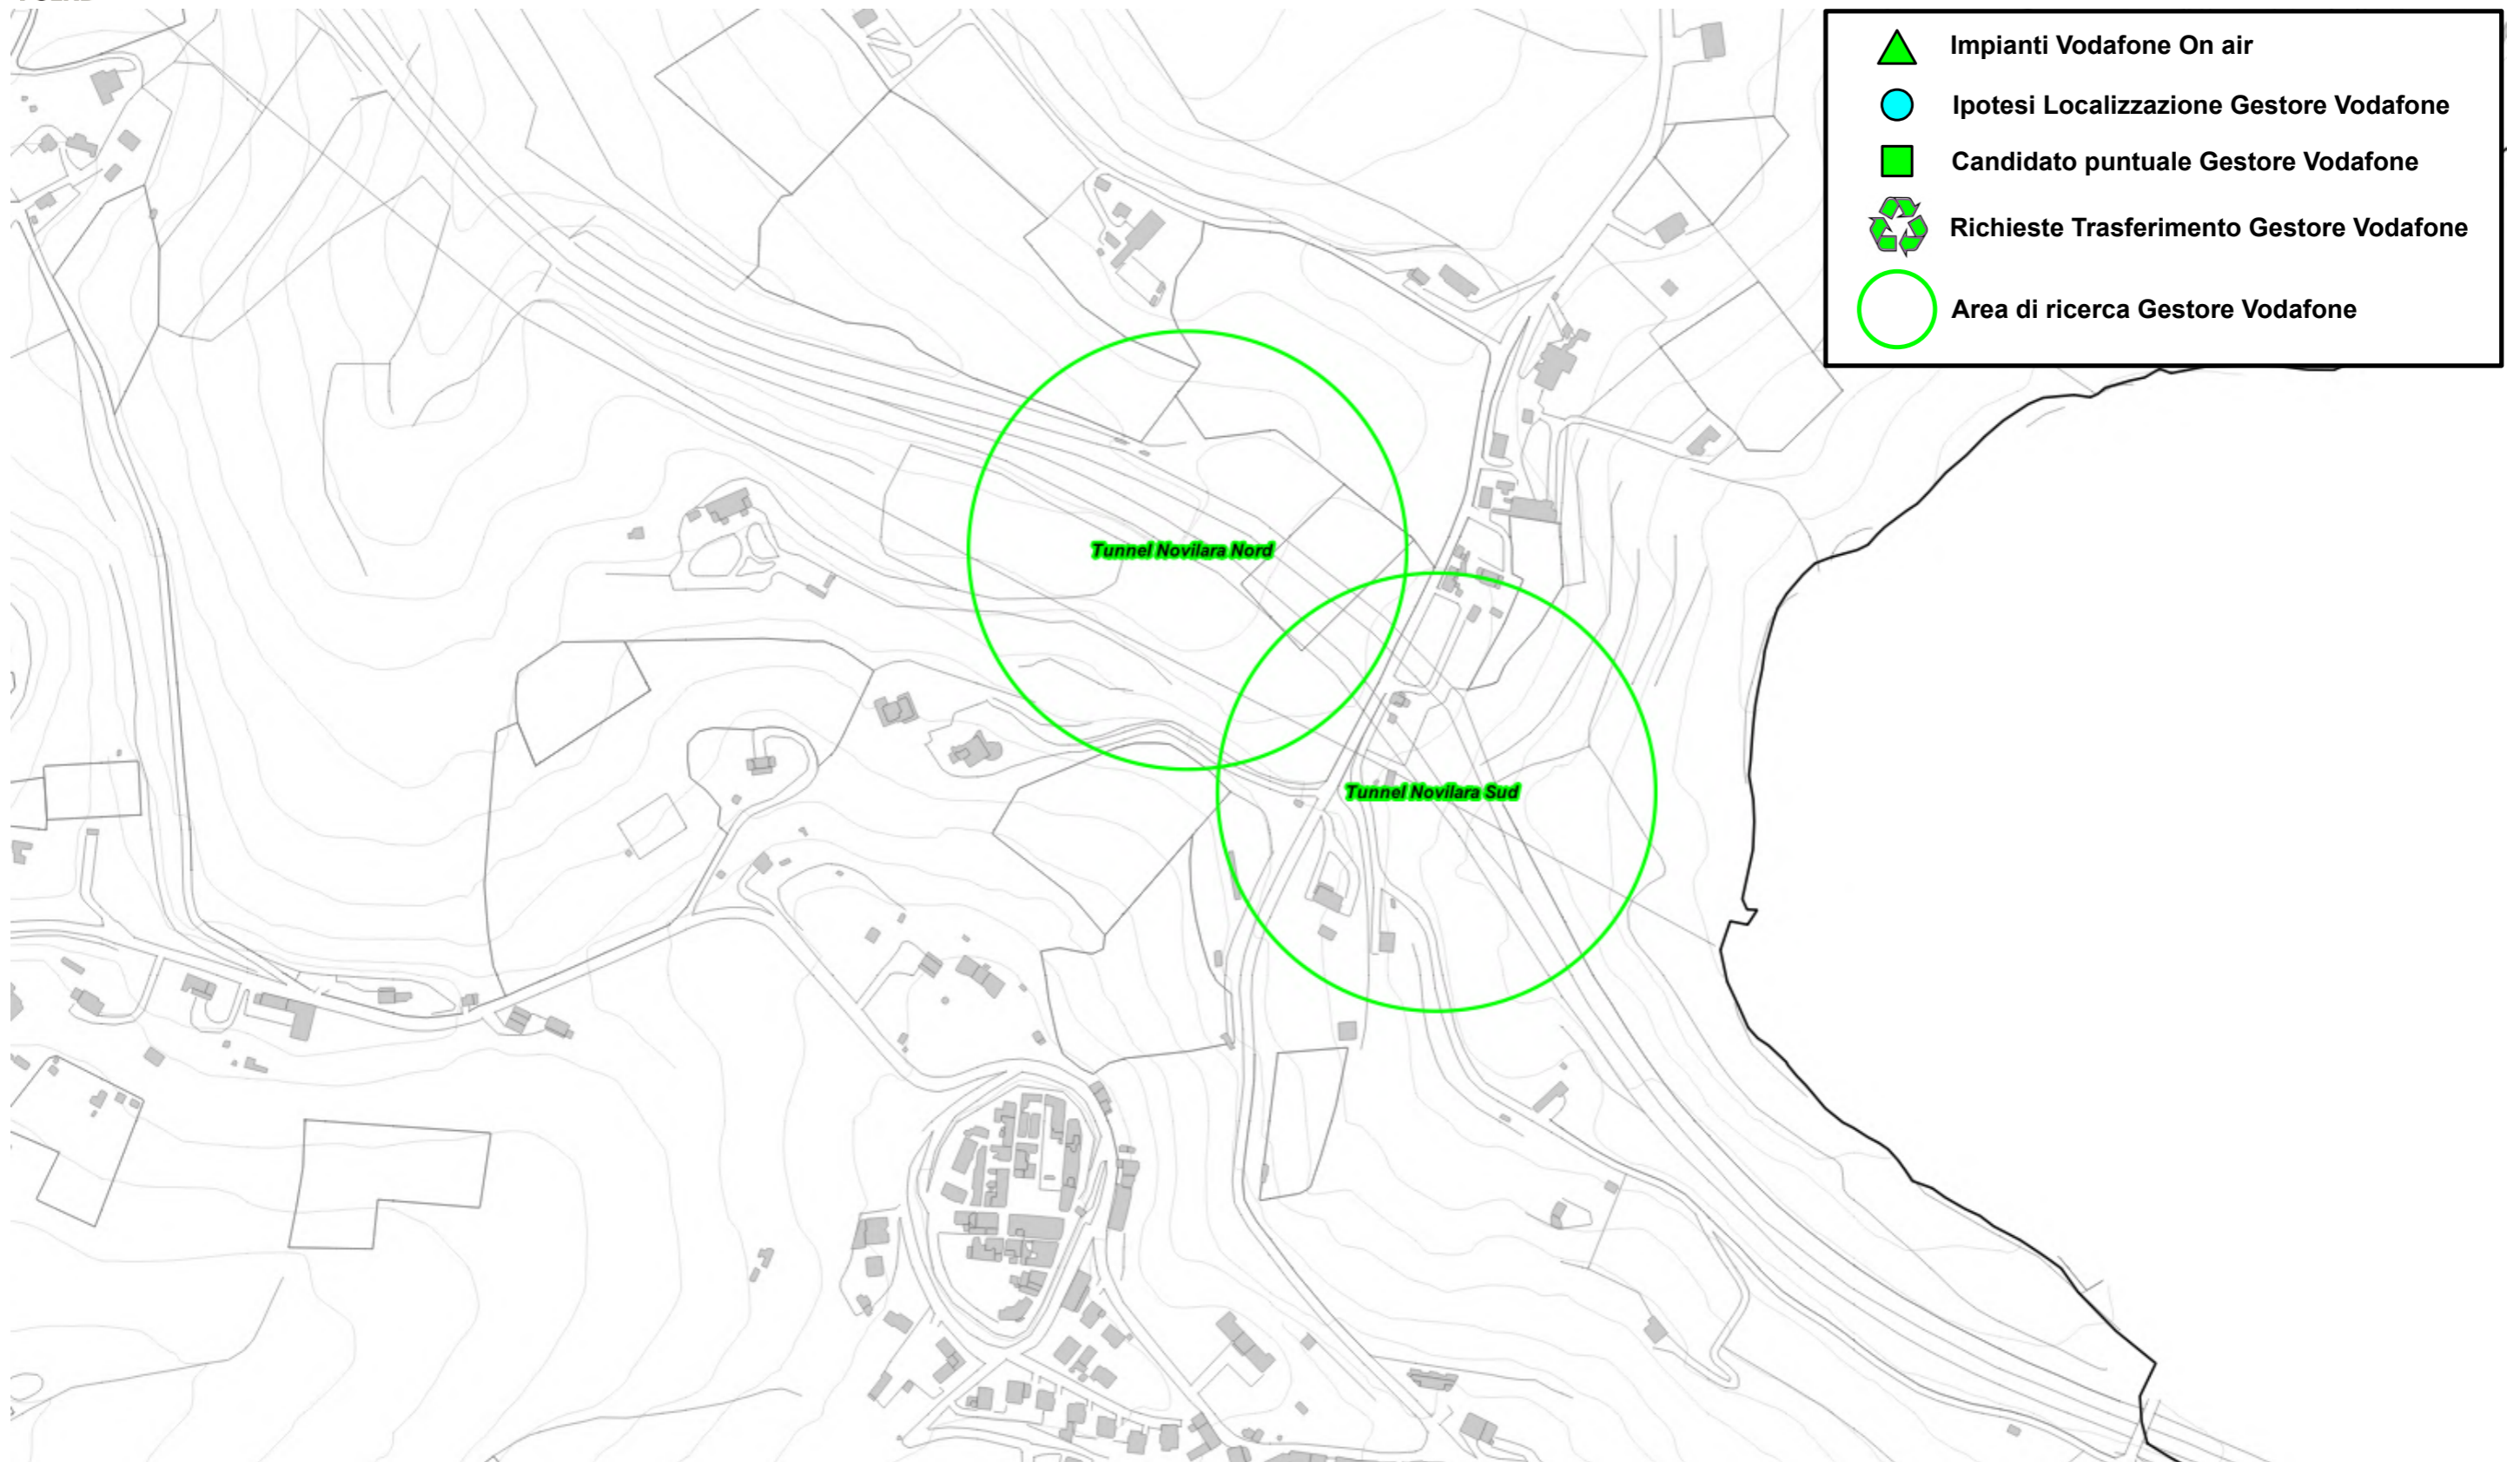 Impianti Vodafone On air
Ipotesi Localizzazione Gestore Vodafone
Candidato puntuale Gestore Vodafone
Richieste Trasferimento Gestore Vodafone
Area di ricerca Gestore Vodafone
Tunnel Novilara Nord
Tunnel Novilara Sud